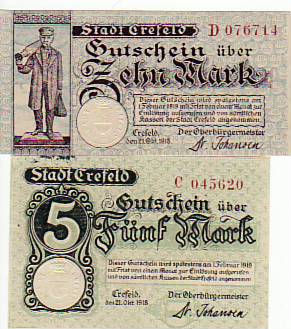 Stadt Crefeld D 076714
Gutschein über
Zehn Mark
Dieser Gutschein wird spätestens am
1. Februar 1919 mit Frist von einem Monat zur
Einlösung aufgerufen und von sämtlichen
Kassen der Stadt Crefeld angenommen.
Crefeld, Der Oberbürgermeister
den 21. Okt. 1918
Dr. Johansen
Stadt Crefeld C 045620
5 Gutschein über
Fünf Mark
Dieser Gutschein wird spätestens am 1. Februar 1919
mit Frist von einem Monat zur Einlösung aufgerufen
und von sämtlichen Kassen der Stadt Crefeld angenommen.
Crefeld, Der Oberbürgermeister
den 21. Okt 1918
Dr. Johansen